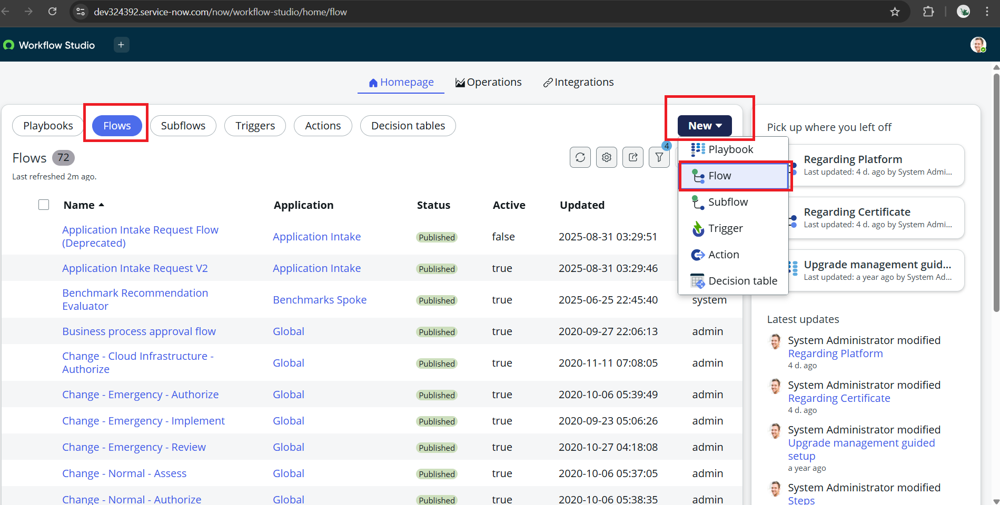 dev324392.service-now.com/now/workflow-studio/home/flow
Workflow Studio
+
Homepage
Operations
Integrations
Playbooks
Flows
Subflows
Triggers
Actions
Decision tables
New
Pick up where you left off
Flows 72
Last refreshed 2m ago.
4
Playbook
Flow
Subflow
Trigger
Action
Decision table
Regarding Platform
Last updated: 4 d. ago by System Admi...
Regarding Certificate
Last updated: 4 d. ago by System Admi...
Upgrade management guid...
Last updated: a year ago by System Ad...
Name Application Status Active Updated
Application Intake Request Flow
(Deprecated)
Application Intake Published false 2025-08-31 03:29:51
Application Intake Request V2 Application Intake Published true 2025-08-31 03:29:46
Benchmark Recommendation
Evaluator
Benchmarks Spoke Published true 2025-06-25 22:45:40 system
Business process approval flow Global Published true 2020-09-27 22:06:13 admin
Change - Cloud Infrastructure -
Authorize
Global Published true 2020-11-11 07:08:05 admin
Change - Emergency - Authorize Global Published true 2020-10-06 05:39:49 admin
Change - Emergency - Implement Global Published true 2020-09-23 05:06:26 admin
Change - Emergency - Review Global Published true 2020-10-27 04:18:08 admin
Change - Normal - Assess Global Published true 2020-10-06 05:37:05 admin
Change - Normal - Authorize Global Published true 2020-10-06 05:38:35 admin
Latest updates
System Administrator modified
Regarding Platform
4 d. ago
System Administrator modified
Regarding Certificate
4 d. ago
System Administrator modified
Upgrade management guided
setup
a year ago
System Administrator modified
Steps